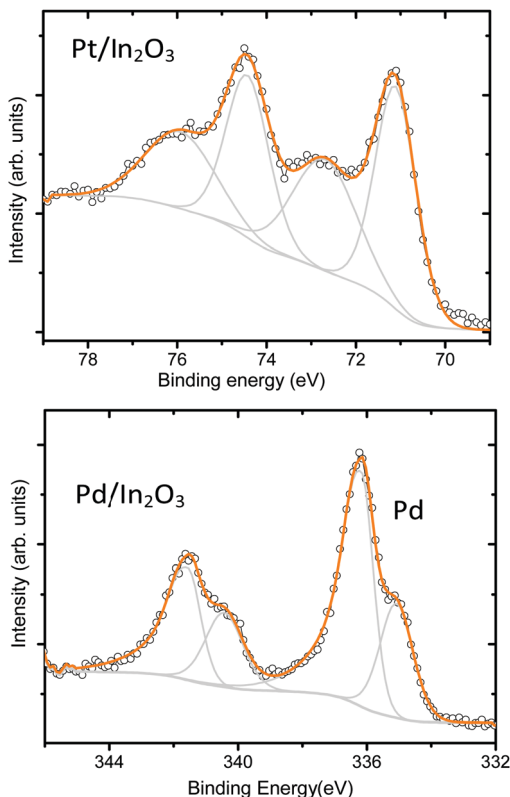 Pt/In₂O₃
Intensity (arb. units)
78 76 74 72 70
Binding energy (eV)
Pd/In₂O₃
Pd
Intensity (arb. units)
344 340 336 332
Binding Energy(eV)